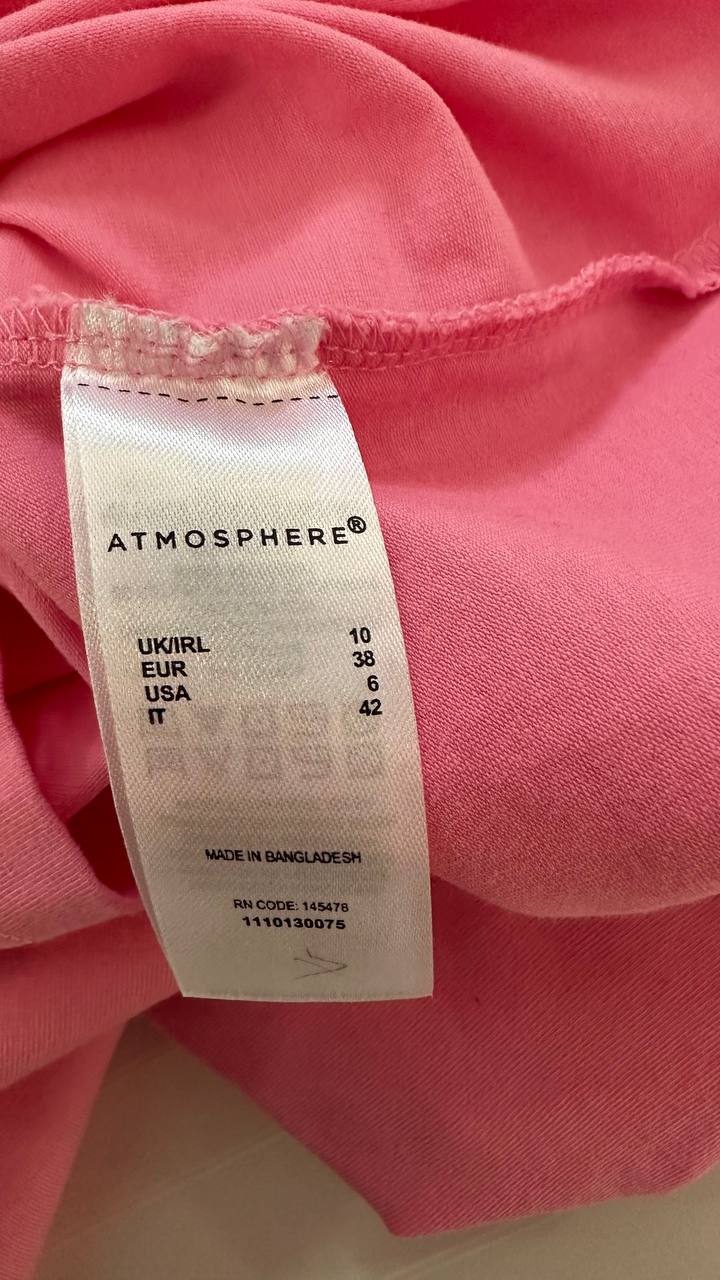 ATMOSPHERE®
UK/IRL 10
EUR 38
USA 6
IT 42
MADE IN BANGLADESH
RN CODE: 145476
1110130075